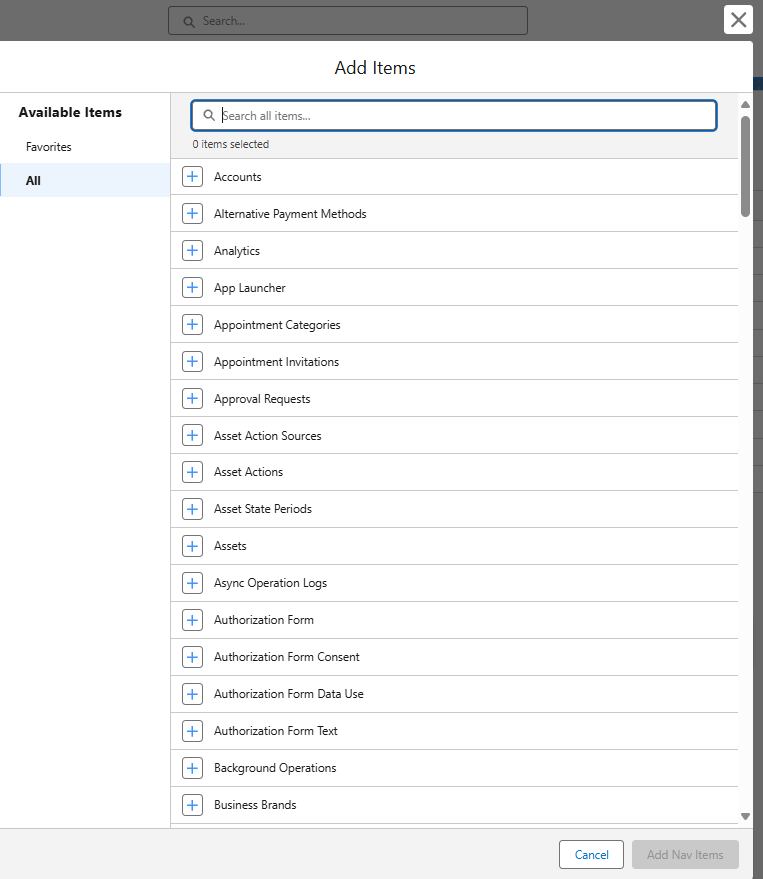 Search...
Add Items
Available Items
Favorites
All
Search all items...
0 items selected
Accounts
Alternative Payment Methods
Analytics
App Launcher
Appointment Categories
Appointment Invitations
Approval Requests
Asset Action Sources
Asset Actions
Asset State Periods
Assets
Async Operation Logs
Authorization Form
Authorization Form Consent
Authorization Form Data Use
Authorization Form Text
Background Operations
Business Brands
Cancel
Add Nav Items